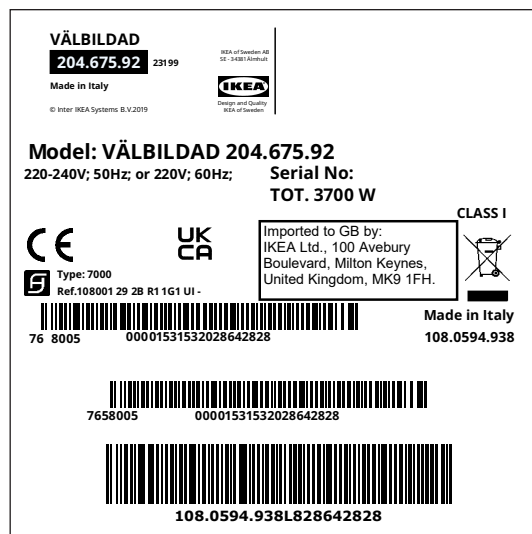 VÄLBILDAD
204.675.92 23199
Made in Italy
© Inter IKEA Systems B.V.2019
IKEA of Sweden AB
SE - 34381 Älmhult
IKEA
Design and Quality
IKEA of Sweden
Model: VÄLBILDAD 204.675.92
220-240V; 50Hz; or 220V; 60Hz;
Serial No:
TOT. 3700 W
CLASS I
CE
UK
CA
Imported to GB by:
IKEA Ltd., 100 Avebury
Boulevard, Milton Keynes,
United Kingdom, MK9 1FH.
Type: 7000
Ref.108001 29 2B R1 1G1 UI -
76 8005 00001531532028642828
Made in Italy
108.0594.938
7658005 00001531532028642828
108.0594.938L828642828